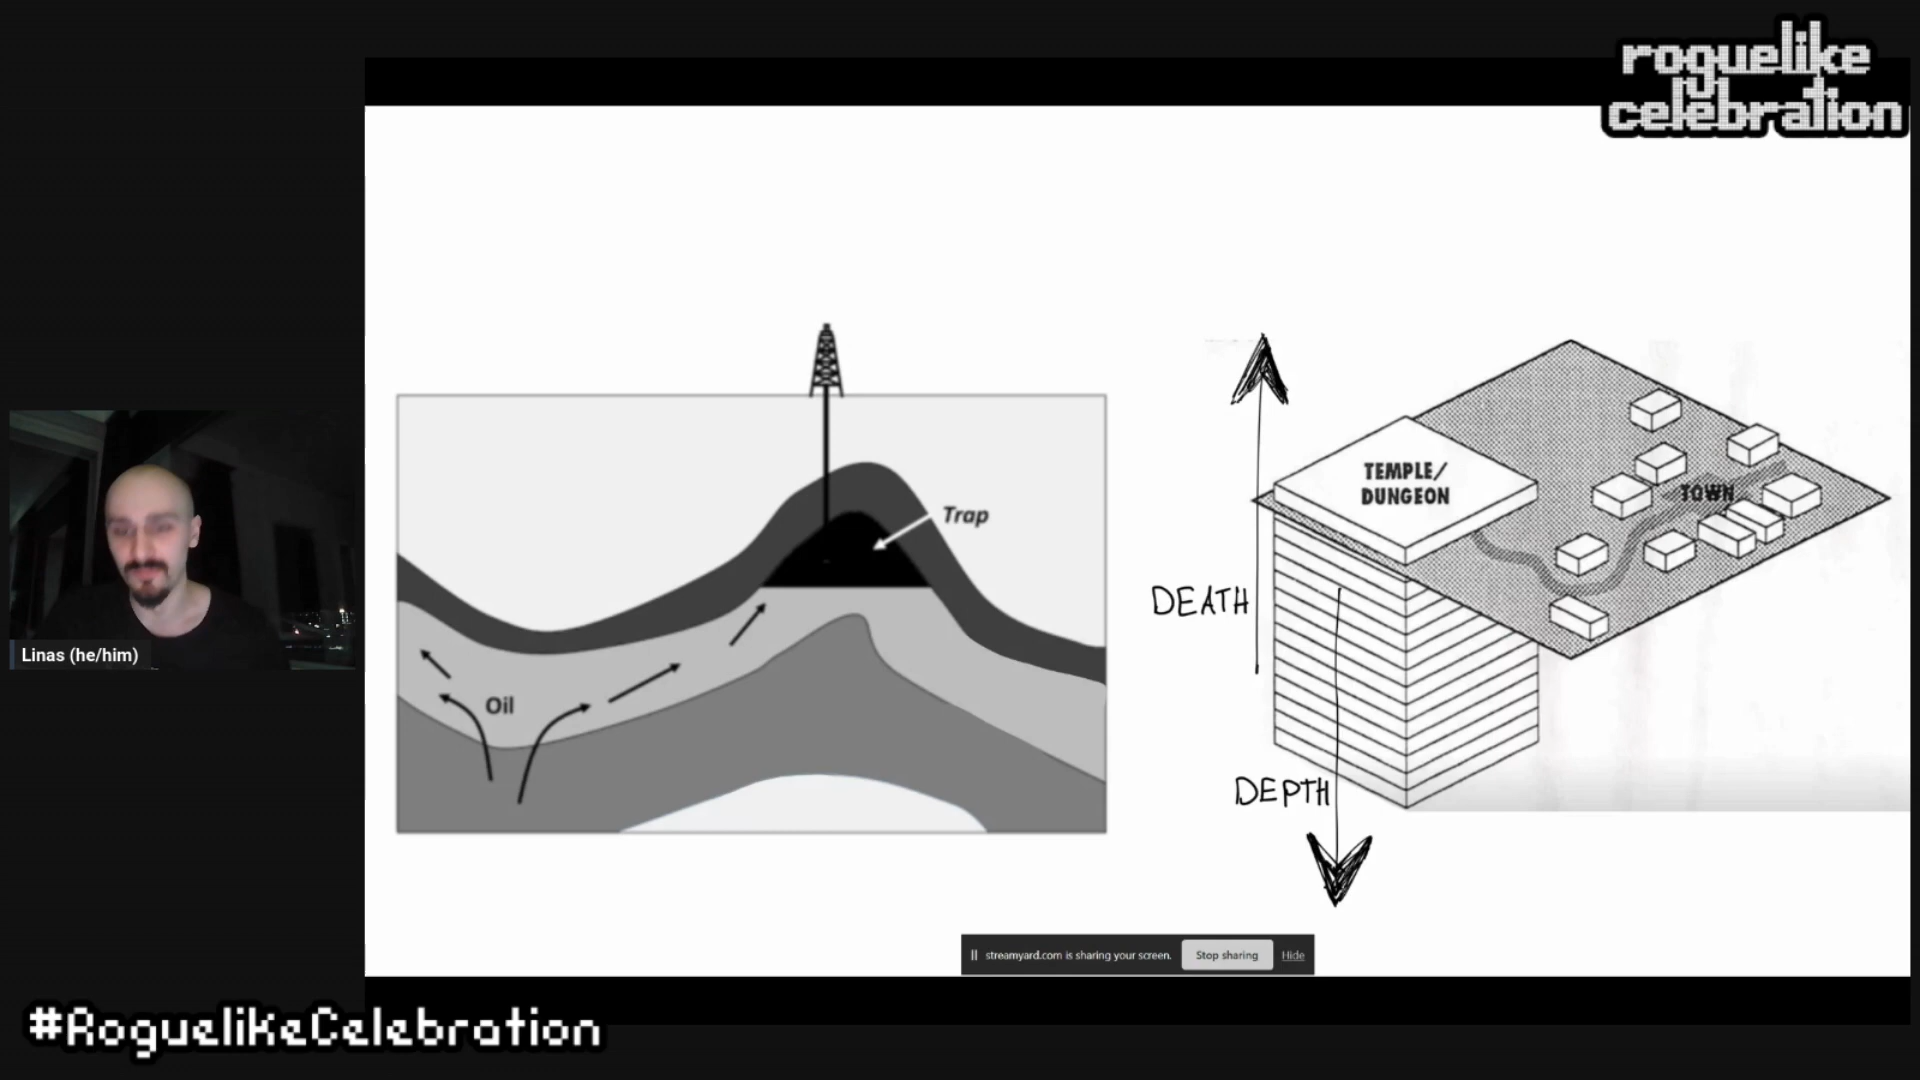 roguelike
celebration
Trap
Oil
TEMPLE/
DUNGEON
TOWN
DEATH
DEPTH
Linas (he/him)
streamyard.com is sharing your screen.
Stop sharing
Hide
#RoguelikeCelebration